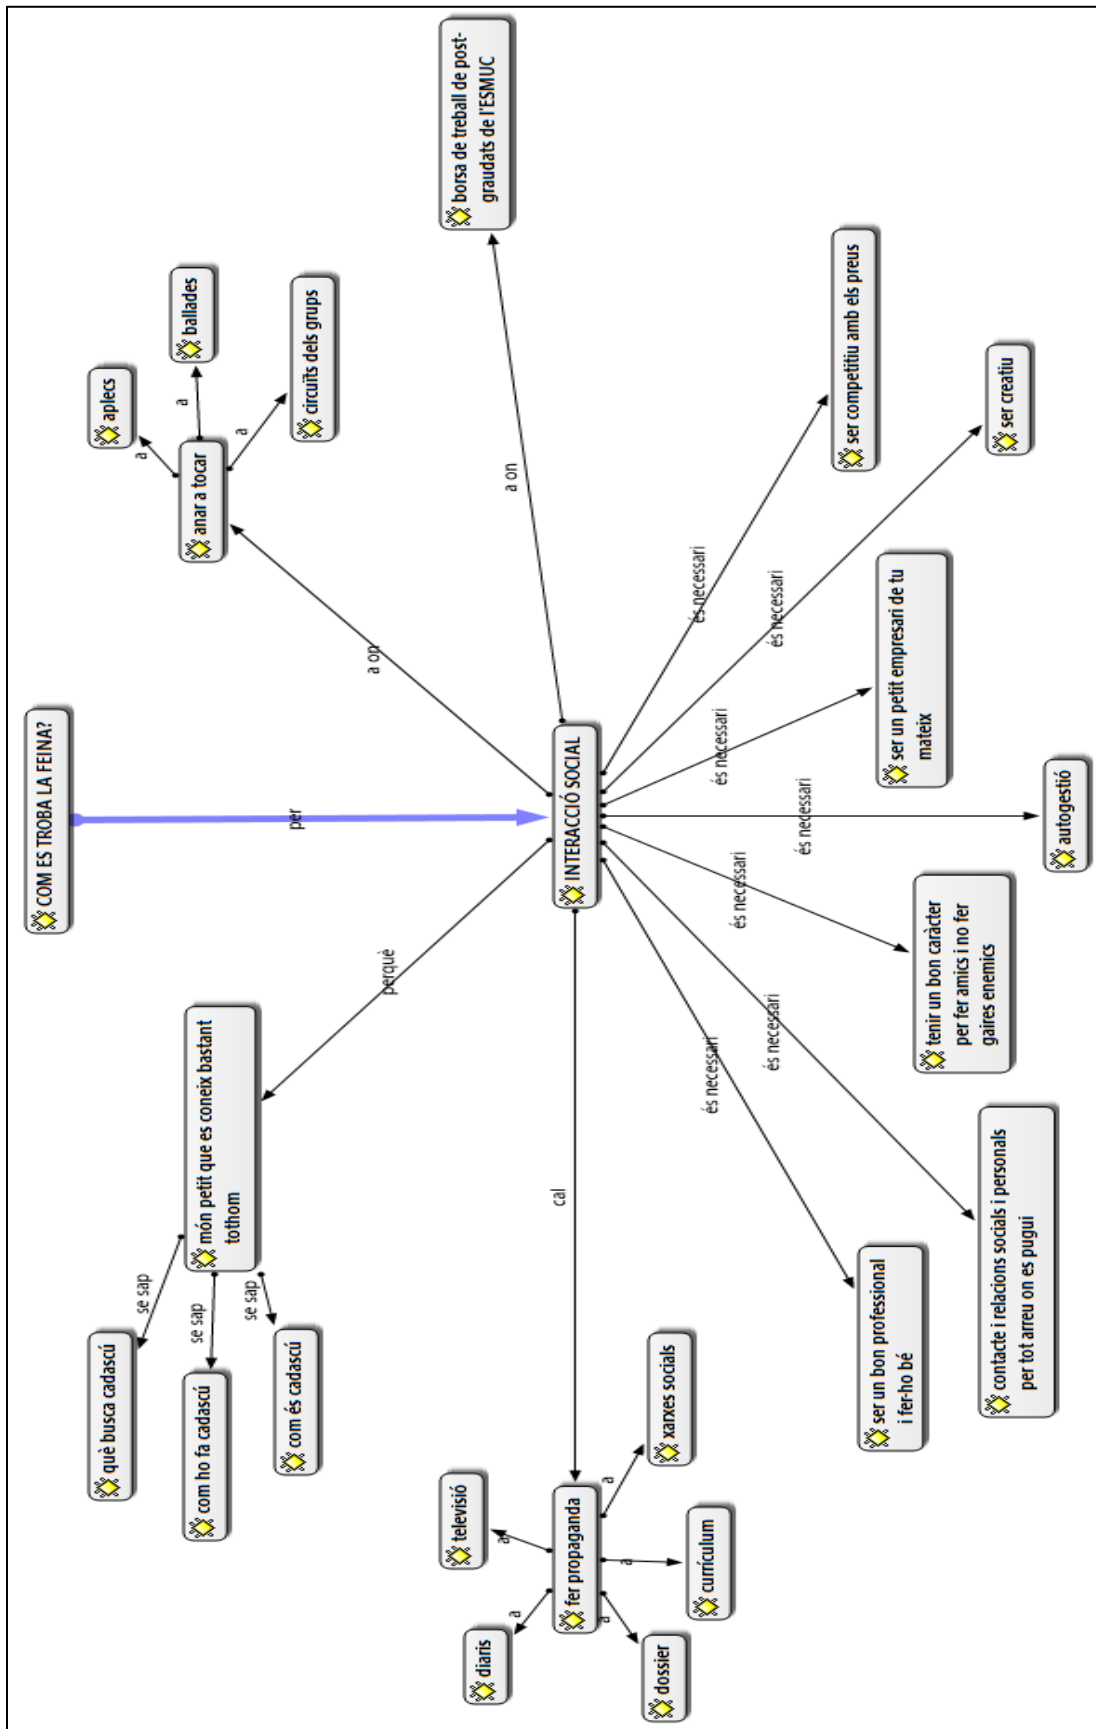 COM ES TROBA LA FEINA?
per
INTERACCIÓ SOCIAL
perquè
món petit que es coneix bastant
tothom
se sap
què busca cadascú
se sap
com ho fa cadascú
se sap
com és cadascú
a on
anar a tocar
a
aplecs
a
ballades
a
circuïts dels grups
a on
borsa de treball de post-
graudats de l'ESMUC
cal
fer propaganda
a
diaris
a
televisió
a
xarxes socials
a
currículum
a
dossier
és necessari
ser un bon professional
i fer-ho bé
és necessari
contacte i relacions socials i personals
per tot arreu on es pugui
és necessari
tenir un bon caràcter
per fer amics i no fer
gaires enemics
és necessari
autogestió
és necessari
ser un petit empresari de tu
mateix
és necessari
ser creatiu
és necessari
ser competitiu amb els preus